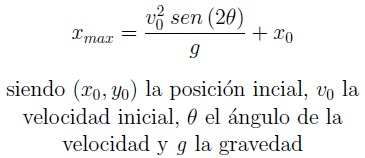 x_{max} = \frac{v_0^2 \, sen \, (2\theta)}{g} + x_0
siendo (x_0, y_0) la posición incial, v_0 la
velocidad inicial, θ el ángulo de la
velocidad y g la gravedad